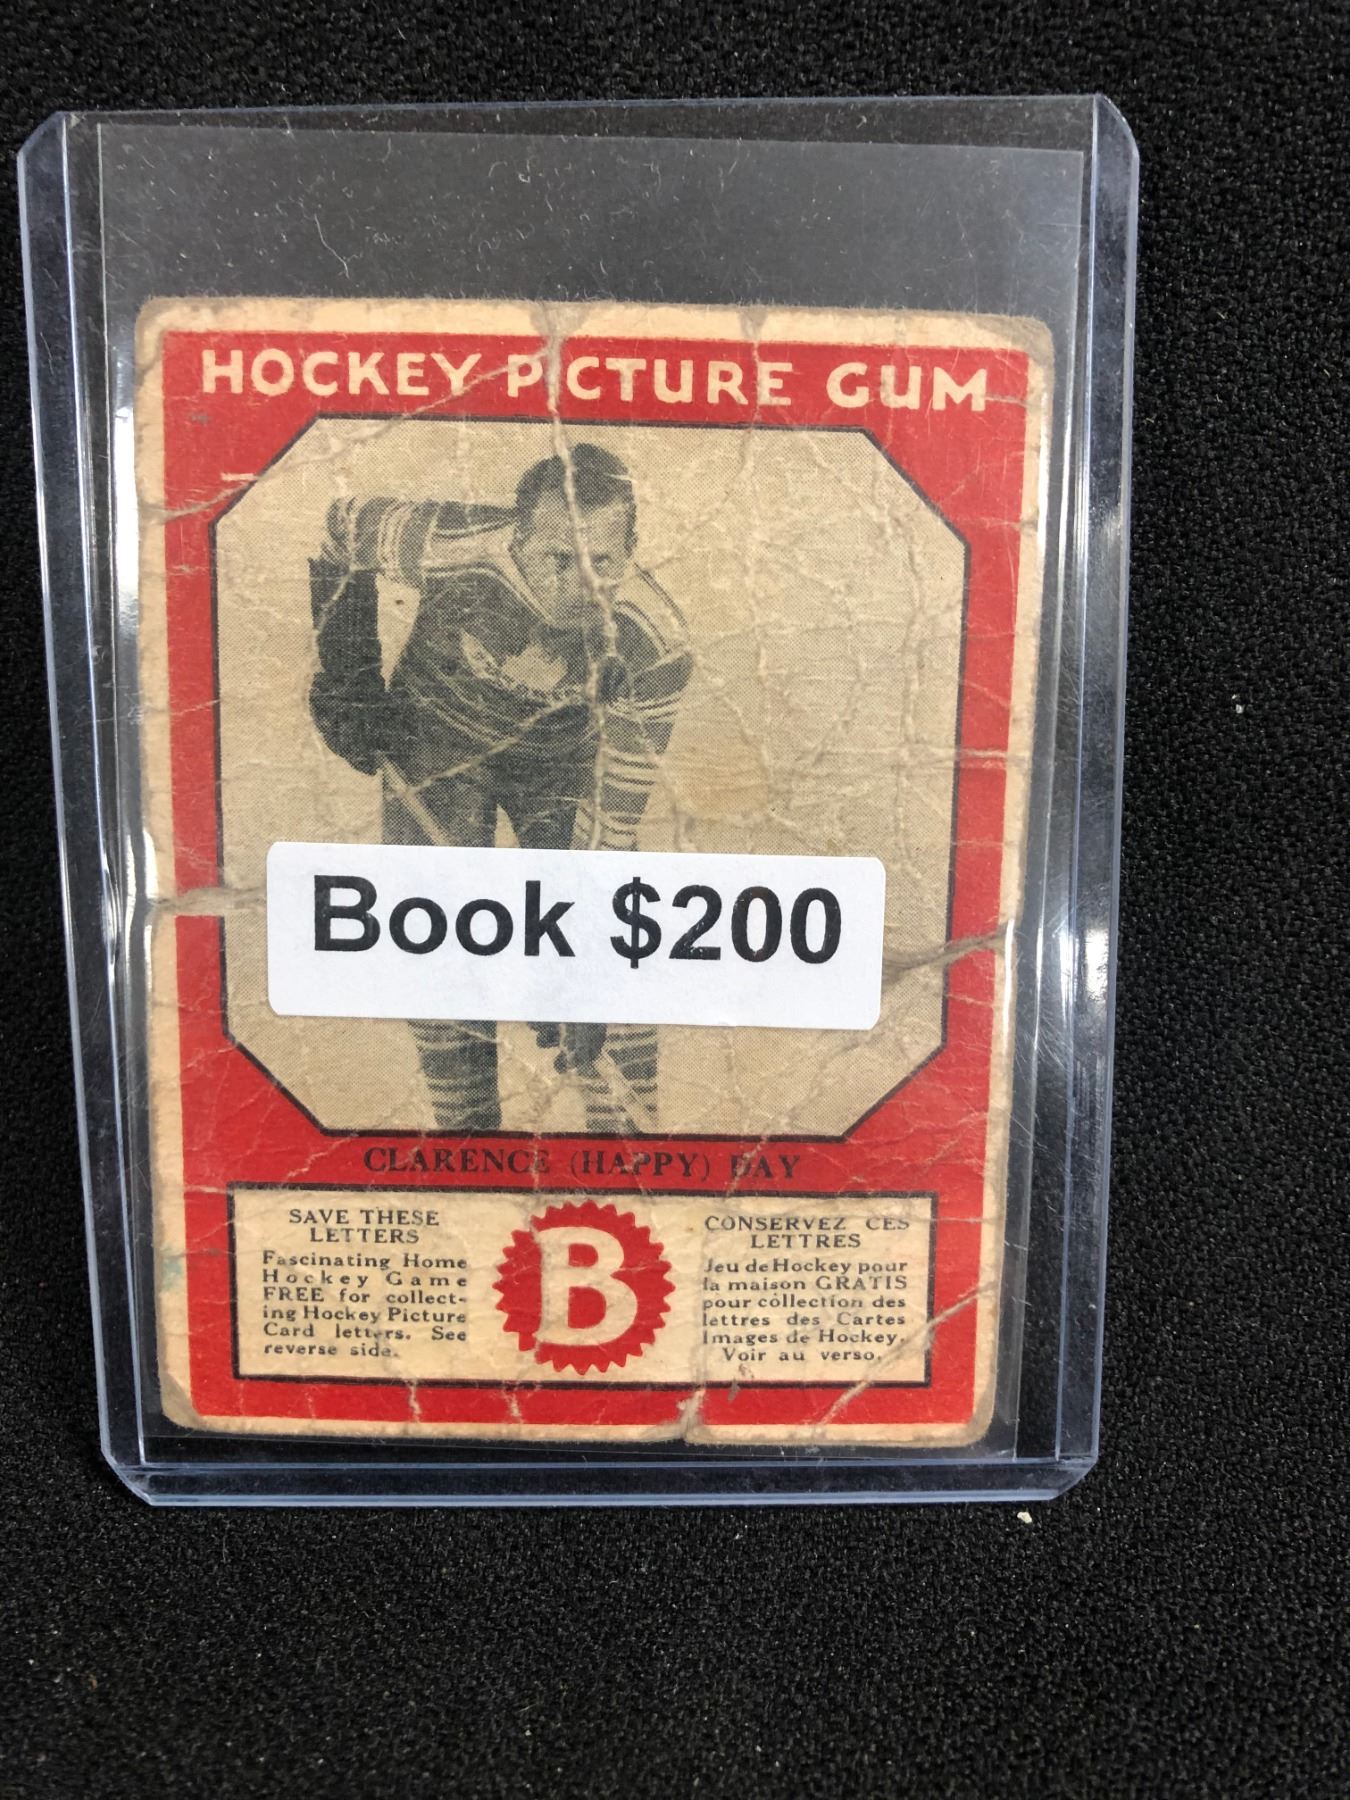 HOCKEY PICTURE GUM
Book $200
CLARENCE (HAPPY) DAY
SAVE THESE
LETTERS
Fascinating Home
Hockey Game
FREE for collect-
ing Hockey Picture
Card letters. See
reverse side.
B
CONSERVEZ CES
LETTRES
Jeu de Hockey pour
la maison GRATIS
pour collection des
lettres des Cartes
Images de Hockey.
Voir au verso.